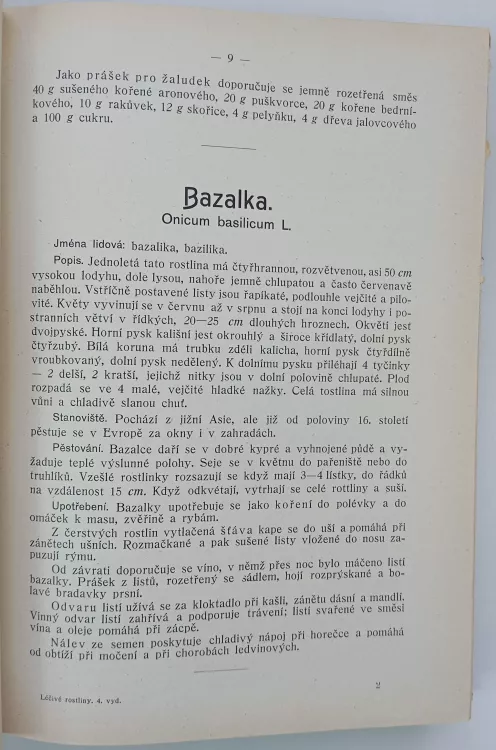 — 9 —
Jako prášek pro žaludek doporučuje se jemně rozetřená směs
40 g sušeného kořené aronového, 20 g puškvorce, 20 g kořene bedrní-
kového, 10 g rakůvek, 12 g skořice, 4 g pelyňku, 4 g dřeva jalovcového
a 100 g cukru.
Bazalka.
Onicum basilicum L.
Jména lidová: bazalika, bazilika.
Popis. Jednoletá tato rostlina má čtyřhrannou, rozvětvenou, asi 50 cm
vysokou lodyhu, dole lysou, nahoře jemně chlupatou a často červenavě
naběhlou. Vstřičně postavené listy jsou řapíkaté, podlouhle vejčité a pilo-
vité. Květy vyvinují se v červnu až v srpnu a stojí na konci lodyhy i po-
stranních větví v řídkých, 20—25 cm dlouhých hroznech. Okvětí jest
dvojpyské. Horní pysk kališní jest okrouhlý a široce křídlatý, dolní pysk
čtyřzubý. Bílá koruna má trubku zdéli kalicha, horní pysk čtyřdílně
vroubkovaný, dolní pysk nedělený. K dolnímu pysku přiléhají 4 tyčinky
— 2 delší, 2 kratší, jejichž nitky jsou v dolní polovině chlupaté. Plod
rozpadá se ve 4 malé, vejčité hladké nažky. Celá rostlina má silnou
vůni a chladivě slanou chuť.
Stanoviště. Pochází z jižní Asie, ale již od poloviny 16. století
pěstuje se v Evropě za okny i v zahradách.
Pěstování. Bazalce daří se v dobré kypré a vyhnojené půdě a vy-
žaduje teplé výslunné polohy. Seje se v květnu do pařeniště nebo do
truhlíků. Vzešlé rostlinky rozsazují se když mají 3—4 lístky, do řádků
na vzdálenost 15 cm. Když odkvétají, vytrhají se celé rottliny a suší.
Upotřebení. Bazalky upotřebuje se jako koření do polévky a do
omáček k masu, zvěřině a rybám.
Z čerstvých rostlin vytlačená šťáva kape se do uší a pomáhá při
zánětech ušních. Rozmačkané a pak sušené listy vložené do nosu zapa-
puzují rýmu.
Od závrati doporučuje se víno, v němž přes noc bylo máčeno listí
bazalky. Prášek z listů, rozetřený se sádlem, hojí rozprýskané a bo-
lavé bradavky prsní.
Odvaru listí užívá se za kloktadlo při kašli, zánětu dásní a mandlí.
Vinný odvar listí zahřívá a podporuje trávení; listí svařené ve směsi
vína a oleje pomáhá při zácpě.
Nálev ze semen poskytuje chladivý nápoj při horečce a pomáhá
od obtíží při močení a při chorobách ledvinových.
2
Léčivé rostliny. 4. vyd.